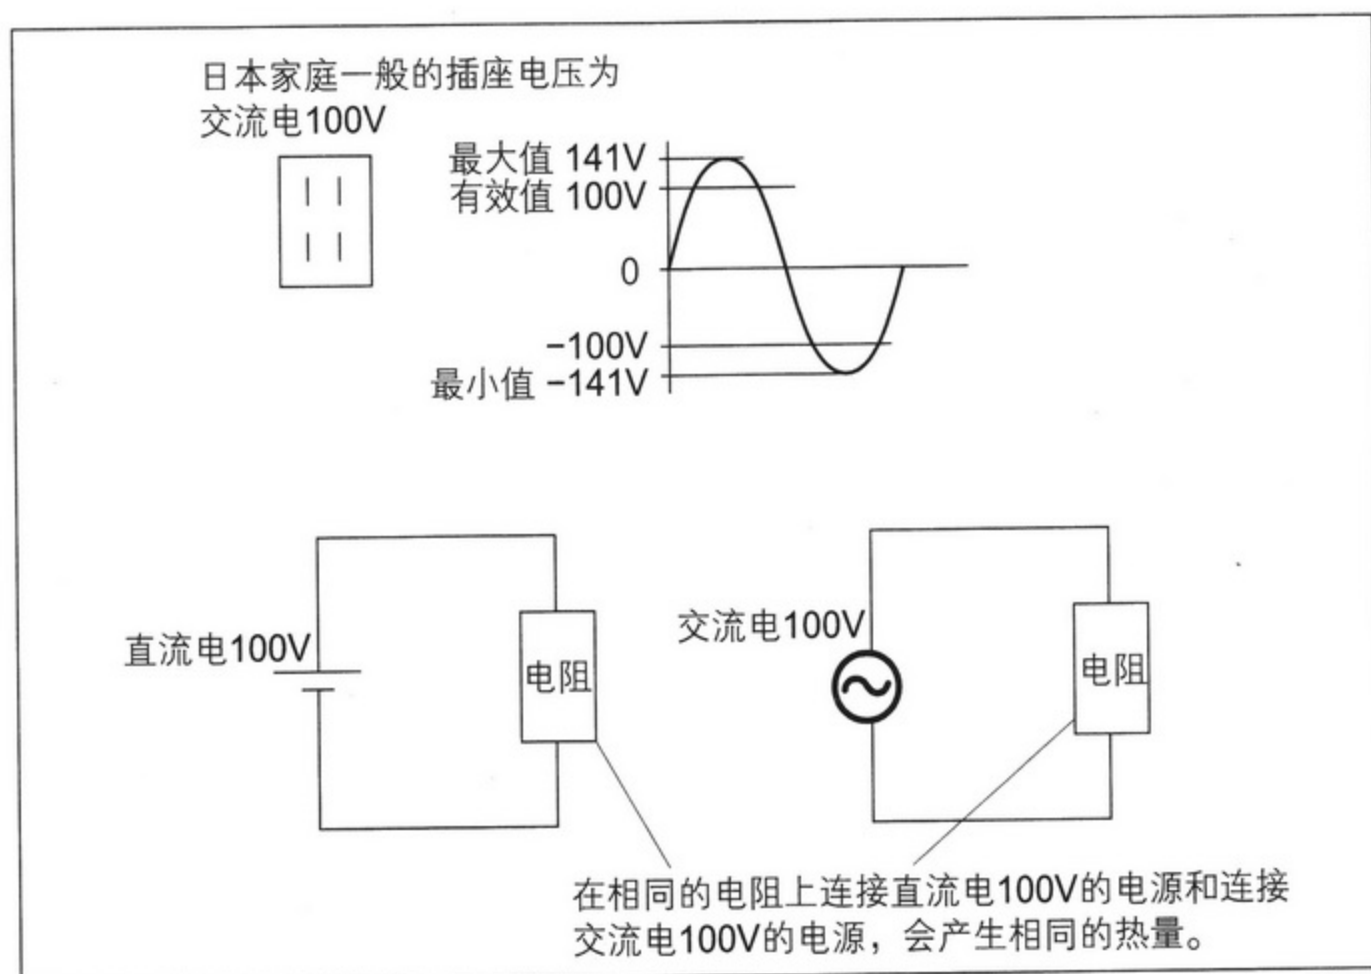 日本家庭一般的插座电压为
交流电100V
最大值 141V
有效值 100V
0
−100V
最小值 −141V
直流电100V
电阻
交流电100V
电阻
在相同的电阻上连接直流电100V的电源和连接
交流电100V的电源，会产生相同的热量。